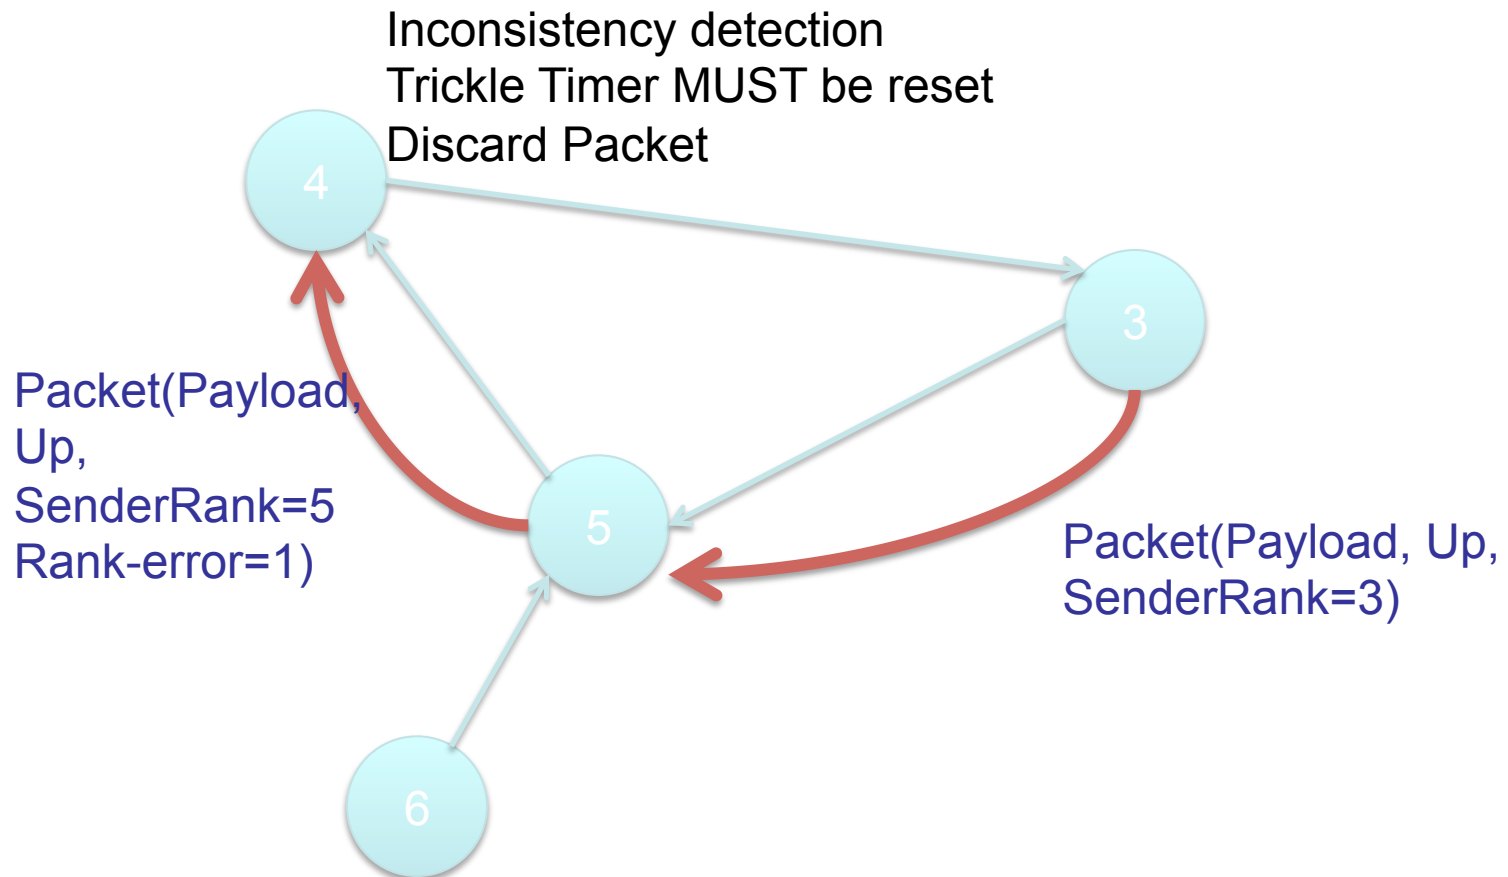 Inconsistency detection
Trickle Timer MUST be reset
Discard Packet
4
3
Packet(Payload,
Up,
SenderRank=5
Rank-error=1)
5
Packet(Payload, Up,
SenderRank=3)
6